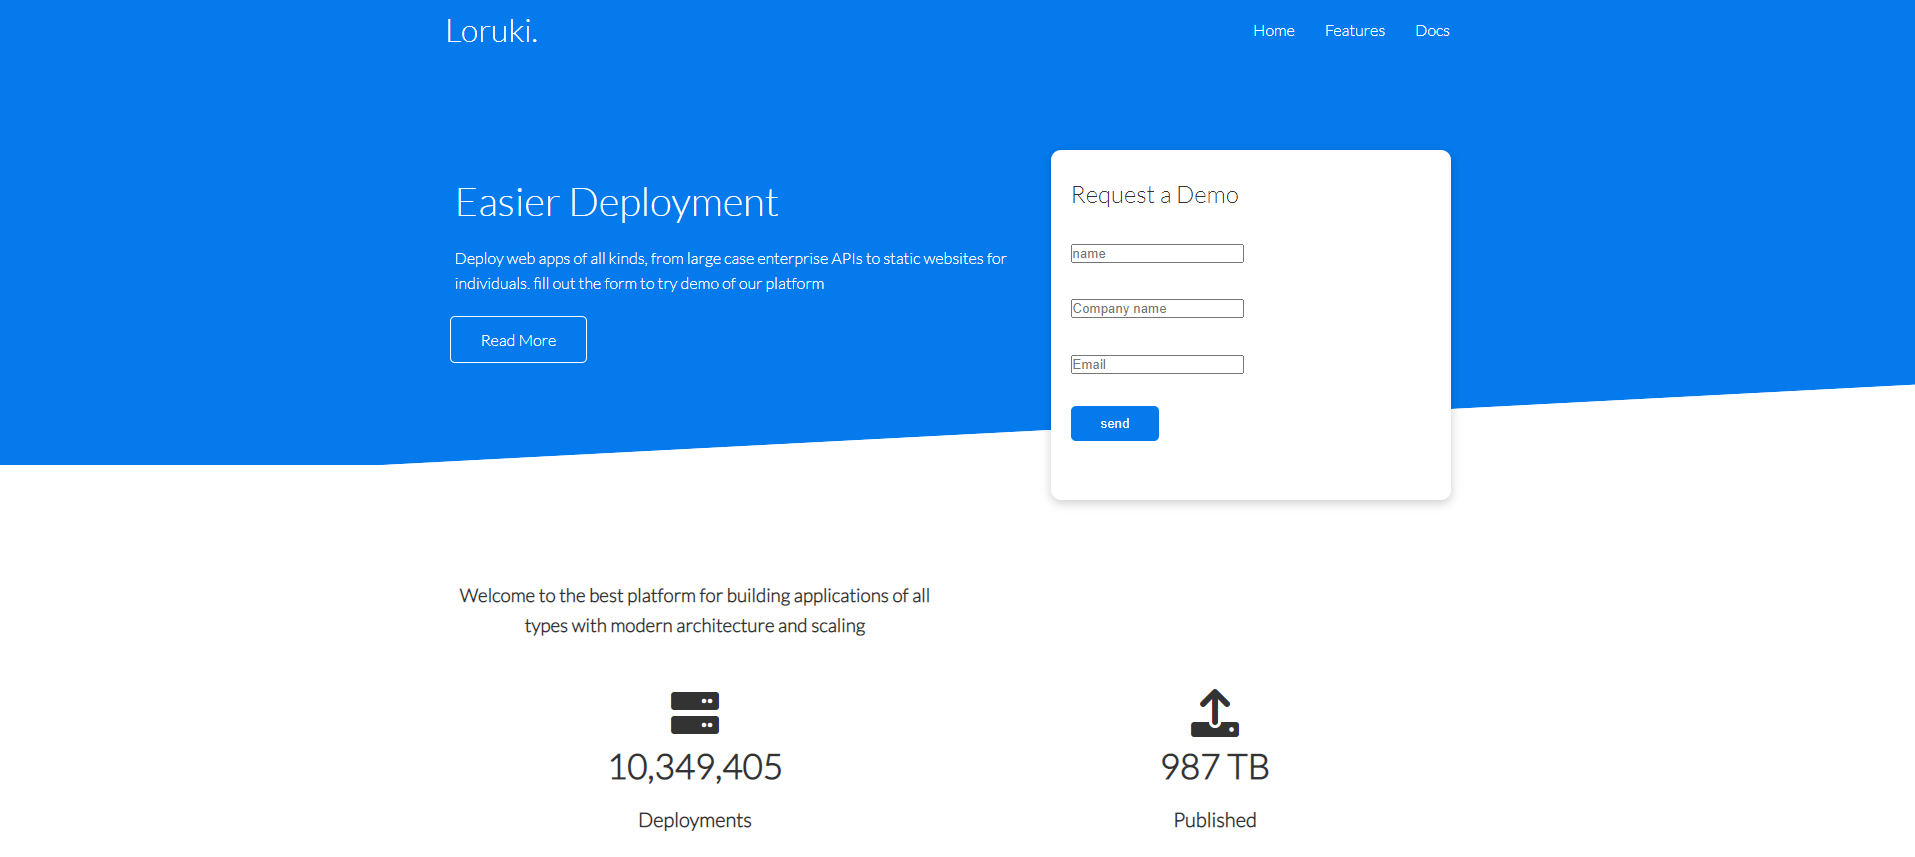 Loruki.
Home Features Docs
Easier Deployment
Deploy web apps of all kinds, from large case enterprise APIs to static websites for
individuals. fill out the form to try demo of our platform
Read More
Request a Demo
name
Company name
Email
send
Welcome to the best platform for building applications of all
types with modern architecture and scaling
10,349,405
Deployments
987 TB
Published